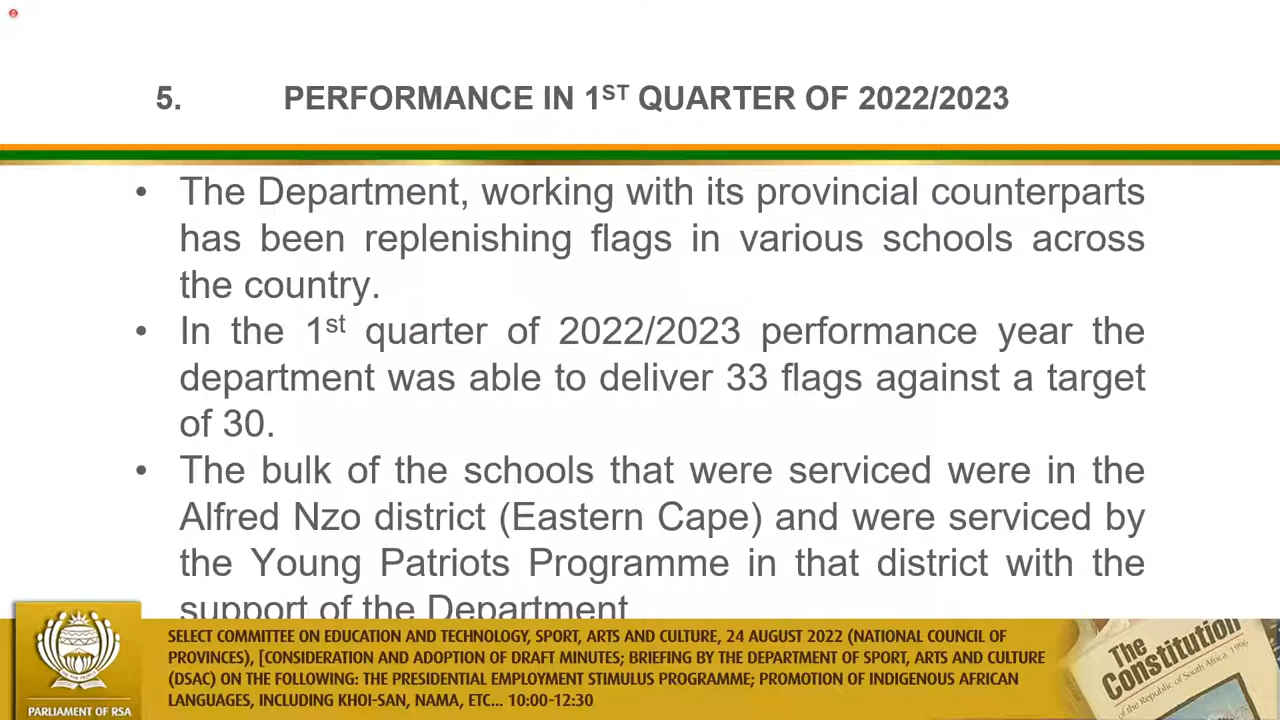 5. PERFORMANCE IN 1ST QUARTER OF 2022/2023
• The Department, working with its provincial counterparts
has been replenishing flags in various schools across
the country.
• In the 1st quarter of 2022/2023 performance year the
department was able to deliver 33 flags against a target
of 30.
• The bulk of the schools that were serviced were in the
Alfred Nzo district (Eastern Cape) and were serviced by
the Young Patriots Programme in that district with the
support of the Department
SELECT COMMITTEE ON EDUCATION AND TECHNOLOGY, SPORT, ARTS AND CULTURE, 24 AUGUST 2022 (NATIONAL COUNCIL OF
PROVINCES), [CONSIDERATION AND ADOPTION OF DRAFT MINUTES; BRIEFING BY THE DEPARTMENT OF SPORT, ARTS AND CULTURE
(DSAC) ON THE FOLLOWING: THE PRESIDENTIAL EMPLOYMENT STIMULUS PROGRAMME; PROMOTION OF INDIGENOUS AFRICAN
LANGUAGES, INCLUDING KHOI-SAN, NAMA, ETC... 10:00-12:30
PARLIAMENT OF RSA
The
Constitution
of the Republic of South Africa, 1996